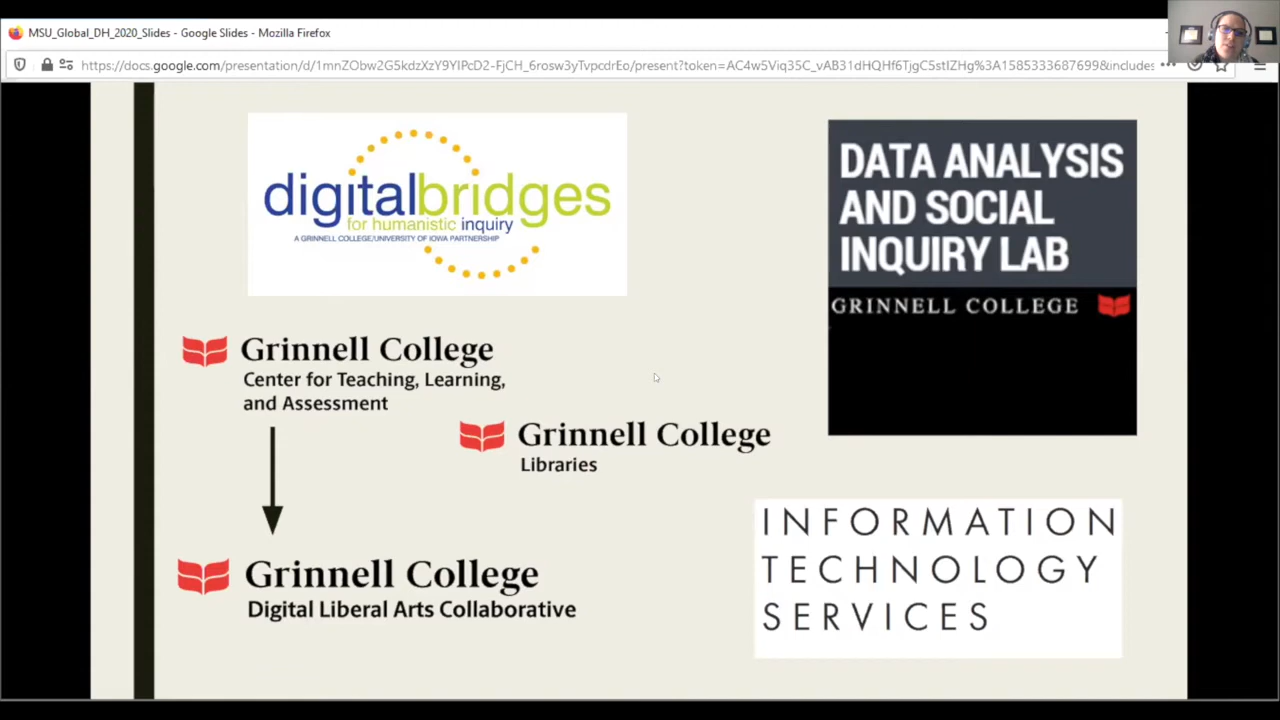 MSU_Global_DH_2020_Slides - Google Slides - Mozilla Firefox
digitalbridges
for humanistic inquiry
A GRINNELL COLLEGE/UNIVERSITY OF IOWA PARTNERSHIP
DATA ANALYSIS
AND SOCIAL
INQUIRY LAB
GRINNELL COLLEGE
Grinnell College
Center for Teaching, Learning,
and Assessment
Grinnell College
Libraries
Grinnell College
Digital Liberal Arts Collaborative
INFORMATION
TECHNOLOGY
SERVICES